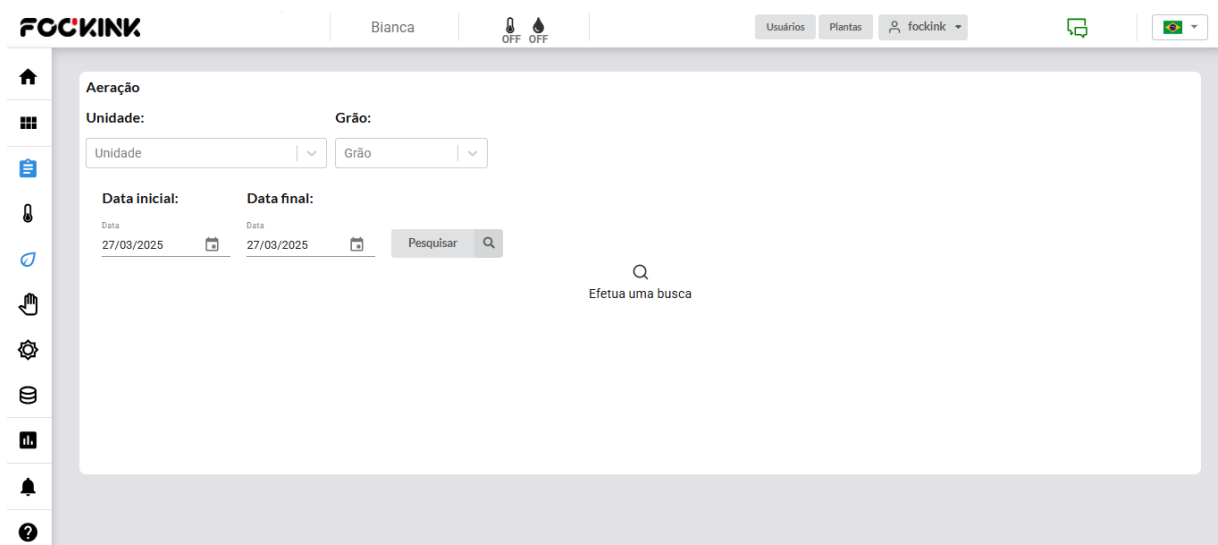 FOCKINK
Bianca
OFF OFF
Usuários
Plantas
fockink
Aeração
Unidade:
Grão:
Unidade
Grão
Data inicial:
Data final:
Data
Data
27/03/2025
27/03/2025
Pesquisar
Efetua uma busca